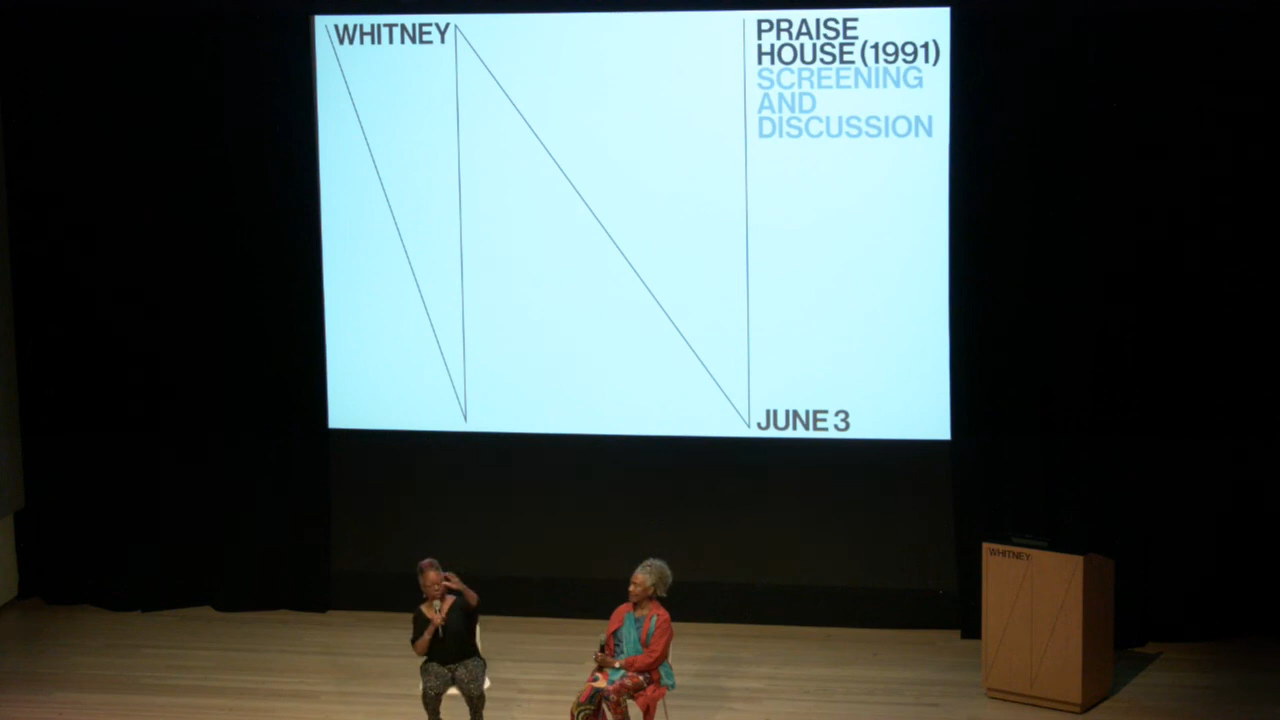 WHITNEY
PRAISE
HOUSE (1991)
SCREENING
AND
DISCUSSION
JUNE 3
WHITNEY